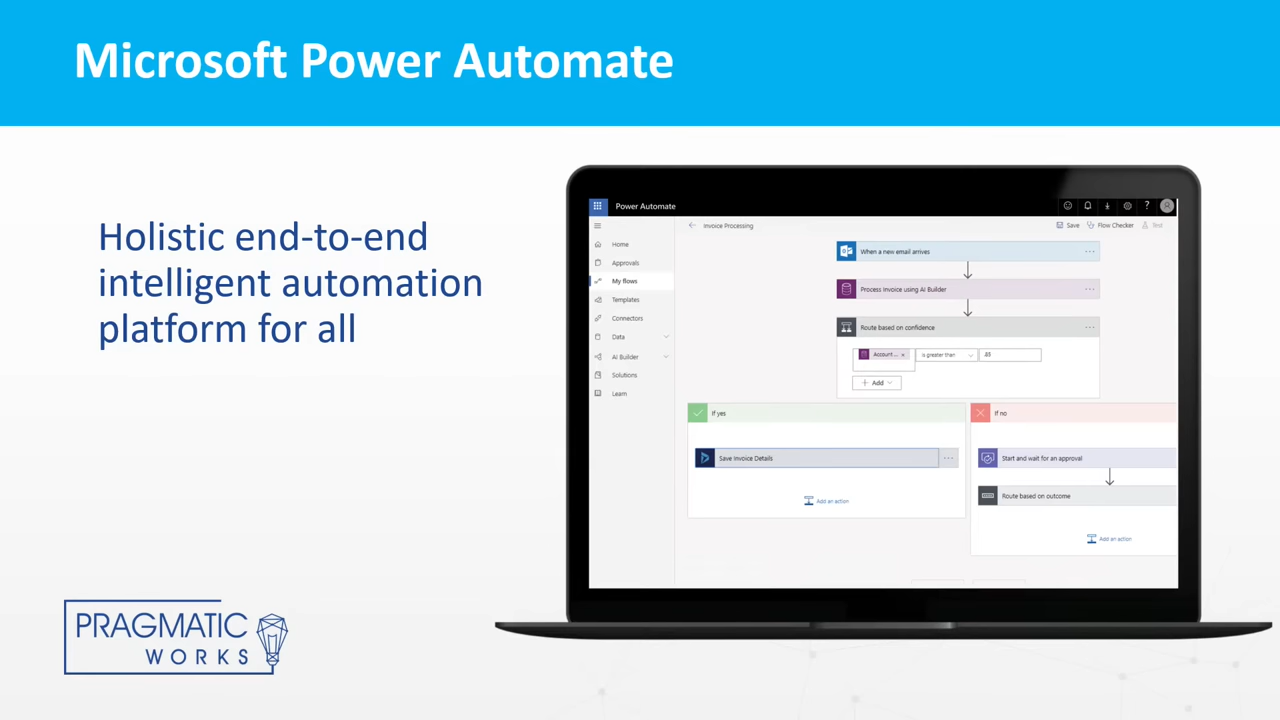 Microsoft Power Automate
Holistic end-to-end
intelligent automation
platform for all
Power Automate
?
Invoice Processing
Save
Flow Checker
Test
Home
Approvals
My flows
Templates
Connectors
Data
AI Builder
Solutions
Learn
When a new email arrives
Process Invoice using AI Builder
Route based on confidence
Account...
is greater than
.85
Add
If yes
If no
Save Invoice Details
Start and wait for an approval
Add an action
Route based on outcome
Add an action
PRAGMATIC
WORKS